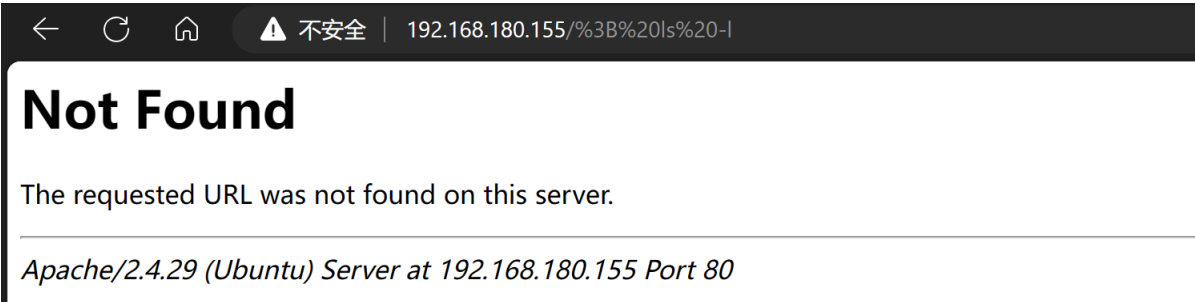 不安全 | 192.168.180.155/%3B%20ls%20-l
Not Found
The requested URL was not found on this server.
Apache/2.4.29 (Ubuntu) Server at 192.168.180.155 Port 80